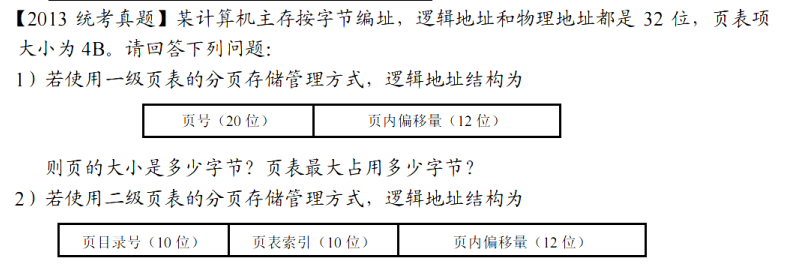 【2013 统考真题】某计算机主存按字节编址，逻辑地址和物理地址都是 32 位，页表项
大小为 4B。请回答下列问题：
1）若使用一级页表的分页存储管理方式，逻辑地址结构为
页号（20 位） 页内偏移量（12 位）
则页的大小是多少字节？页表最大占用多少字节？
2）若使用二级页表的分页存储管理方式，逻辑地址结构为
页目录号（10 位） 页表索引（10 位） 页内偏移量（12 位）